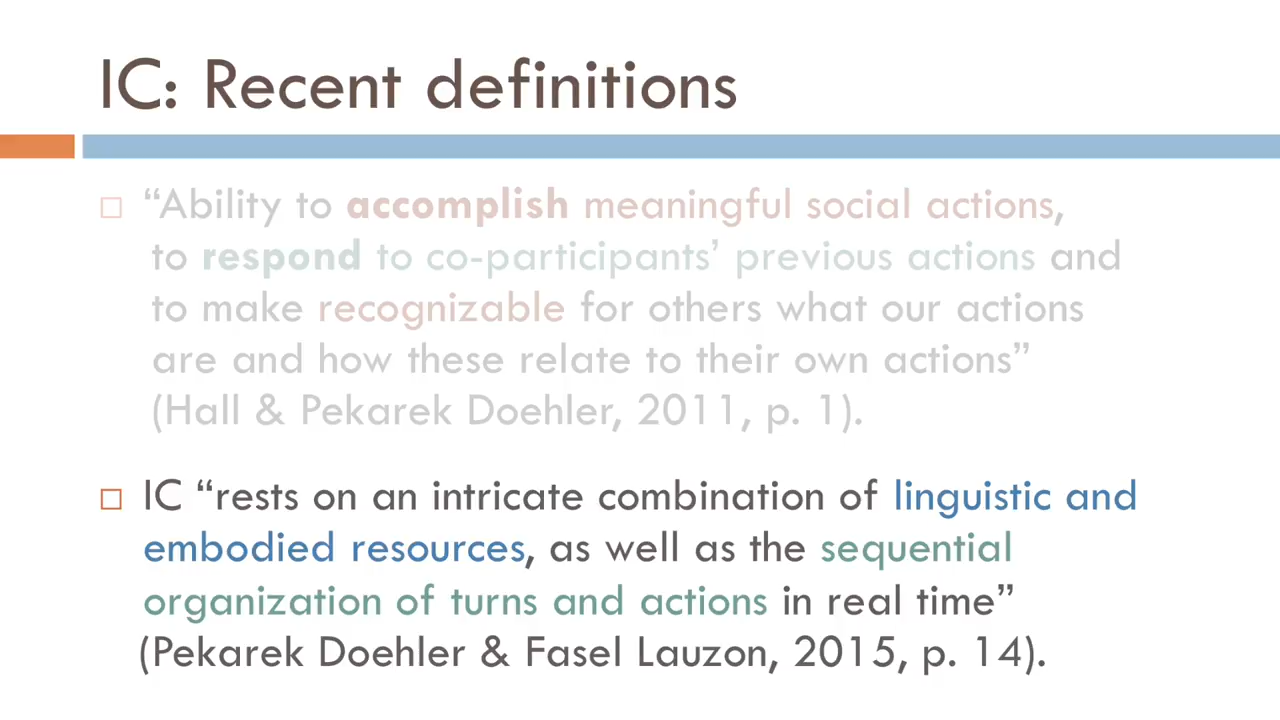 IC: Recent definitions
“Ability to accomplish meaningful social actions,
to respond to co-participants’ previous actions and
to make recognizable for others what our actions
are and how these relate to their own actions”
(Hall & Pekarek Doehler, 2011, p. 1).
IC “rests on an intricate combination of linguistic and
embodied resources, as well as the sequential
organization of turns and actions in real time”
(Pekarek Doehler & Fasel Lauzon, 2015, p. 14).